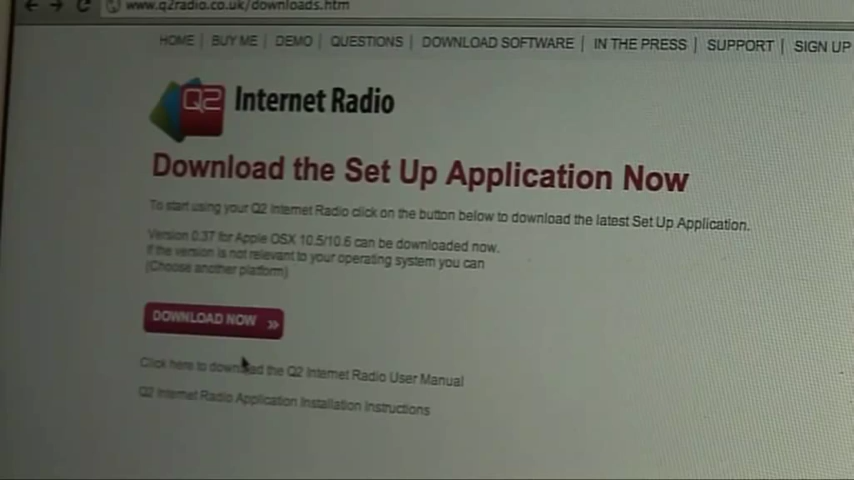 www.q2radio.co.uk/downloads.htm
HOME | BUY ME | DEMO | QUESTIONS | DOWNLOAD SOFTWARE | IN THE PRESS | SUPPORT | SIGN UP
Q2 Internet Radio
Download the Set Up Application Now
To start using your Q2 Internet Radio click on the button below to download the latest Set Up Application.
Version 0.37 for Apple OSX 10.5/10.6 can be downloaded now.
If the version is not relevant to your operating system you can
(Choose another platform)
DOWNLOAD NOW »
Click here to download the Q2 Internet Radio User Manual
Q2 Internet Radio Application Installation Instructions